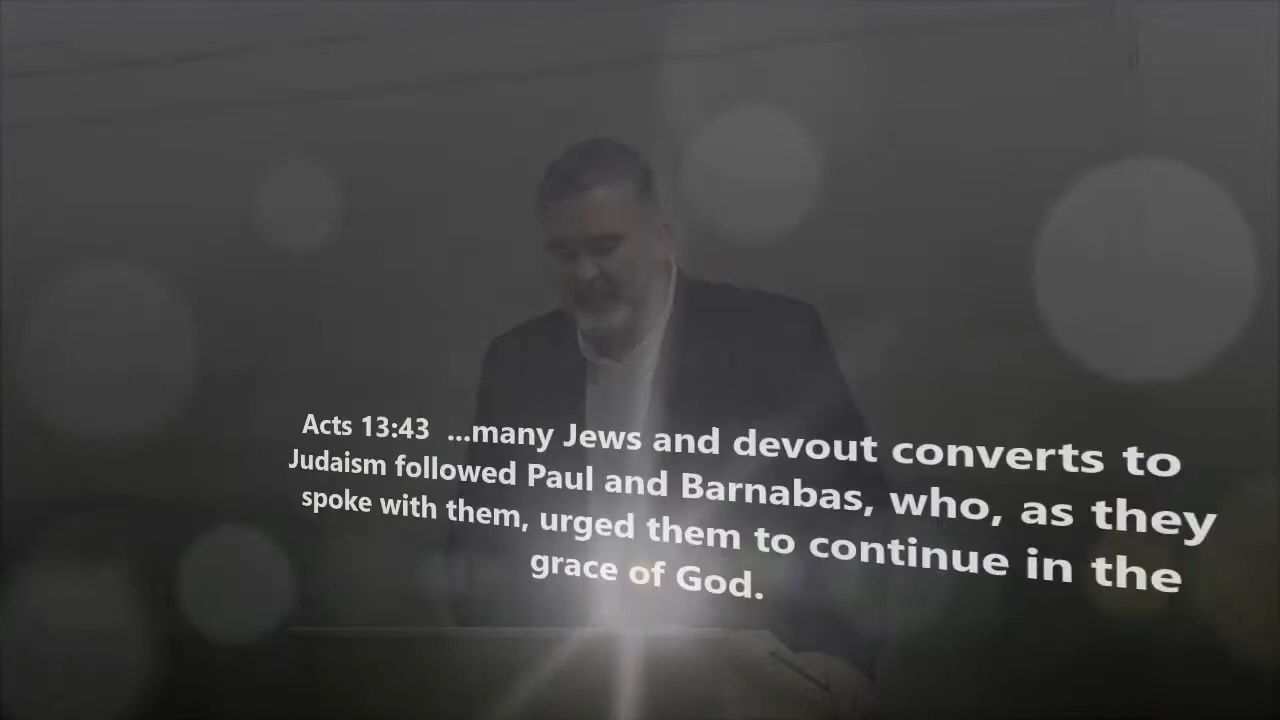 Acts 13:43 ...many Jews and devout converts to
Judaism followed Paul and Barnabas, who, as they
spoke with them, urged them to continue in the
grace of God.